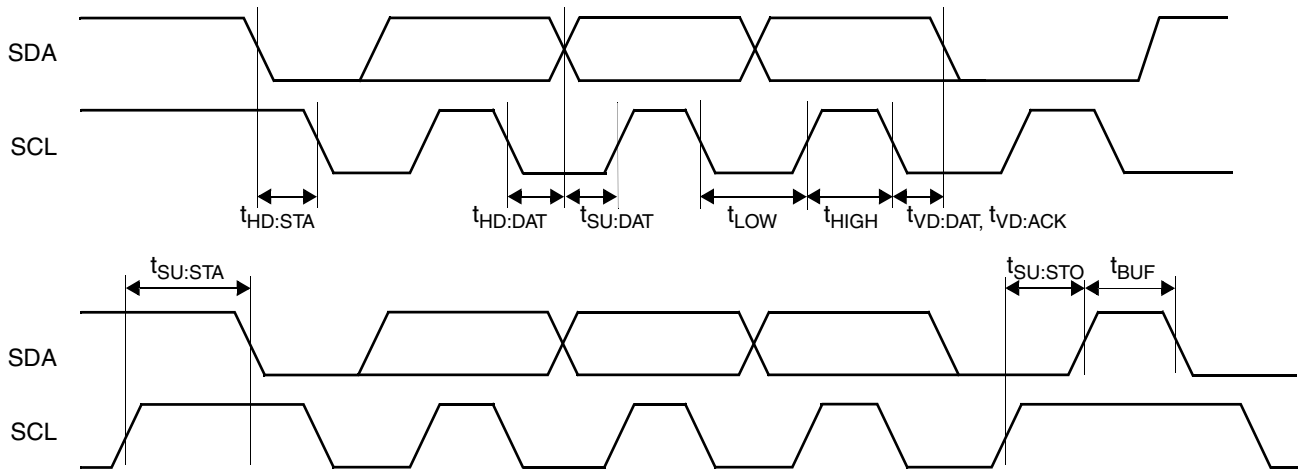 SDA
SCL
tHD:STA tHD:DAT tSU:DAT tLOW tHIGH tVD:DAT, tVD:ACK
tSU:STA tSU:STO tBUF
SDA
SCL